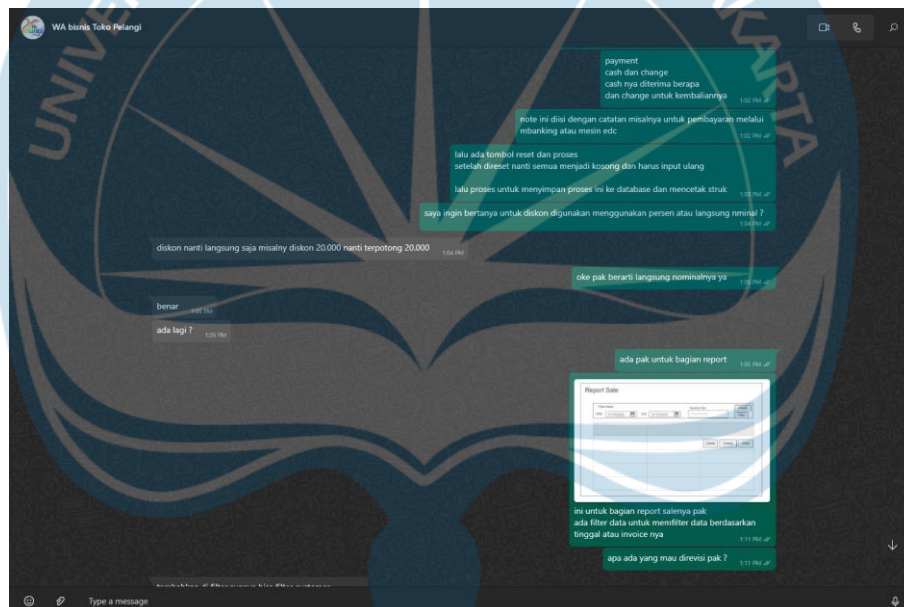 WA bisnis Toko Pelangi
payment
cash dan change
cash nya diterima berapa
dan change untuk kembaliannya
1:02 PM
note ini diisi dengan catatan misalnya untuk pembayaran melalui
mbanking atau mesin edc
1:02 PM
lalu ada tombol reset dan proses
setelah direset nanti semua menjadi kosong dan harus input ulang
lalu proses untuk menyimpan proses ini ke database dan mencetak struk
saya ingin bertanya untuk diskon digunakan menggunakan persen atau langsung nminal ?
1:04 PM
diskon nanti langsung saja misalny diskon 20.000 nanti terpotong 20.000
1:04 PM
oke pak berarti langsung nominalnya ya
1:05 PM
benar
1:05 PM
ada lagi ?
1:05 PM
ada pak untuk bagian report
1:05 PM
Report Sale
ini untuk bagian report salenya pak
ada filter data untuk memfilter data berdasarkan
tinggal atau invoice nya
1:11 PM
apa ada yang mau direvisi pak ?
1:11 PM
Type a message